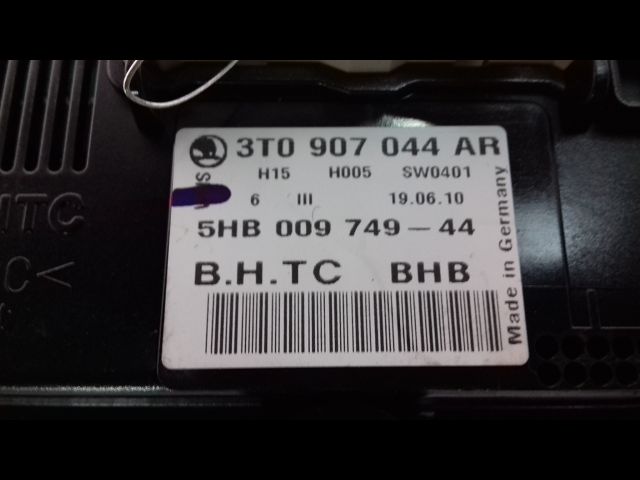 3T0 907 044 AR
H15 H005 SW0401
6 III 19.06.10
5HB 009 749-44
B.H.TC BHB
Made in Germany
HTC
C<